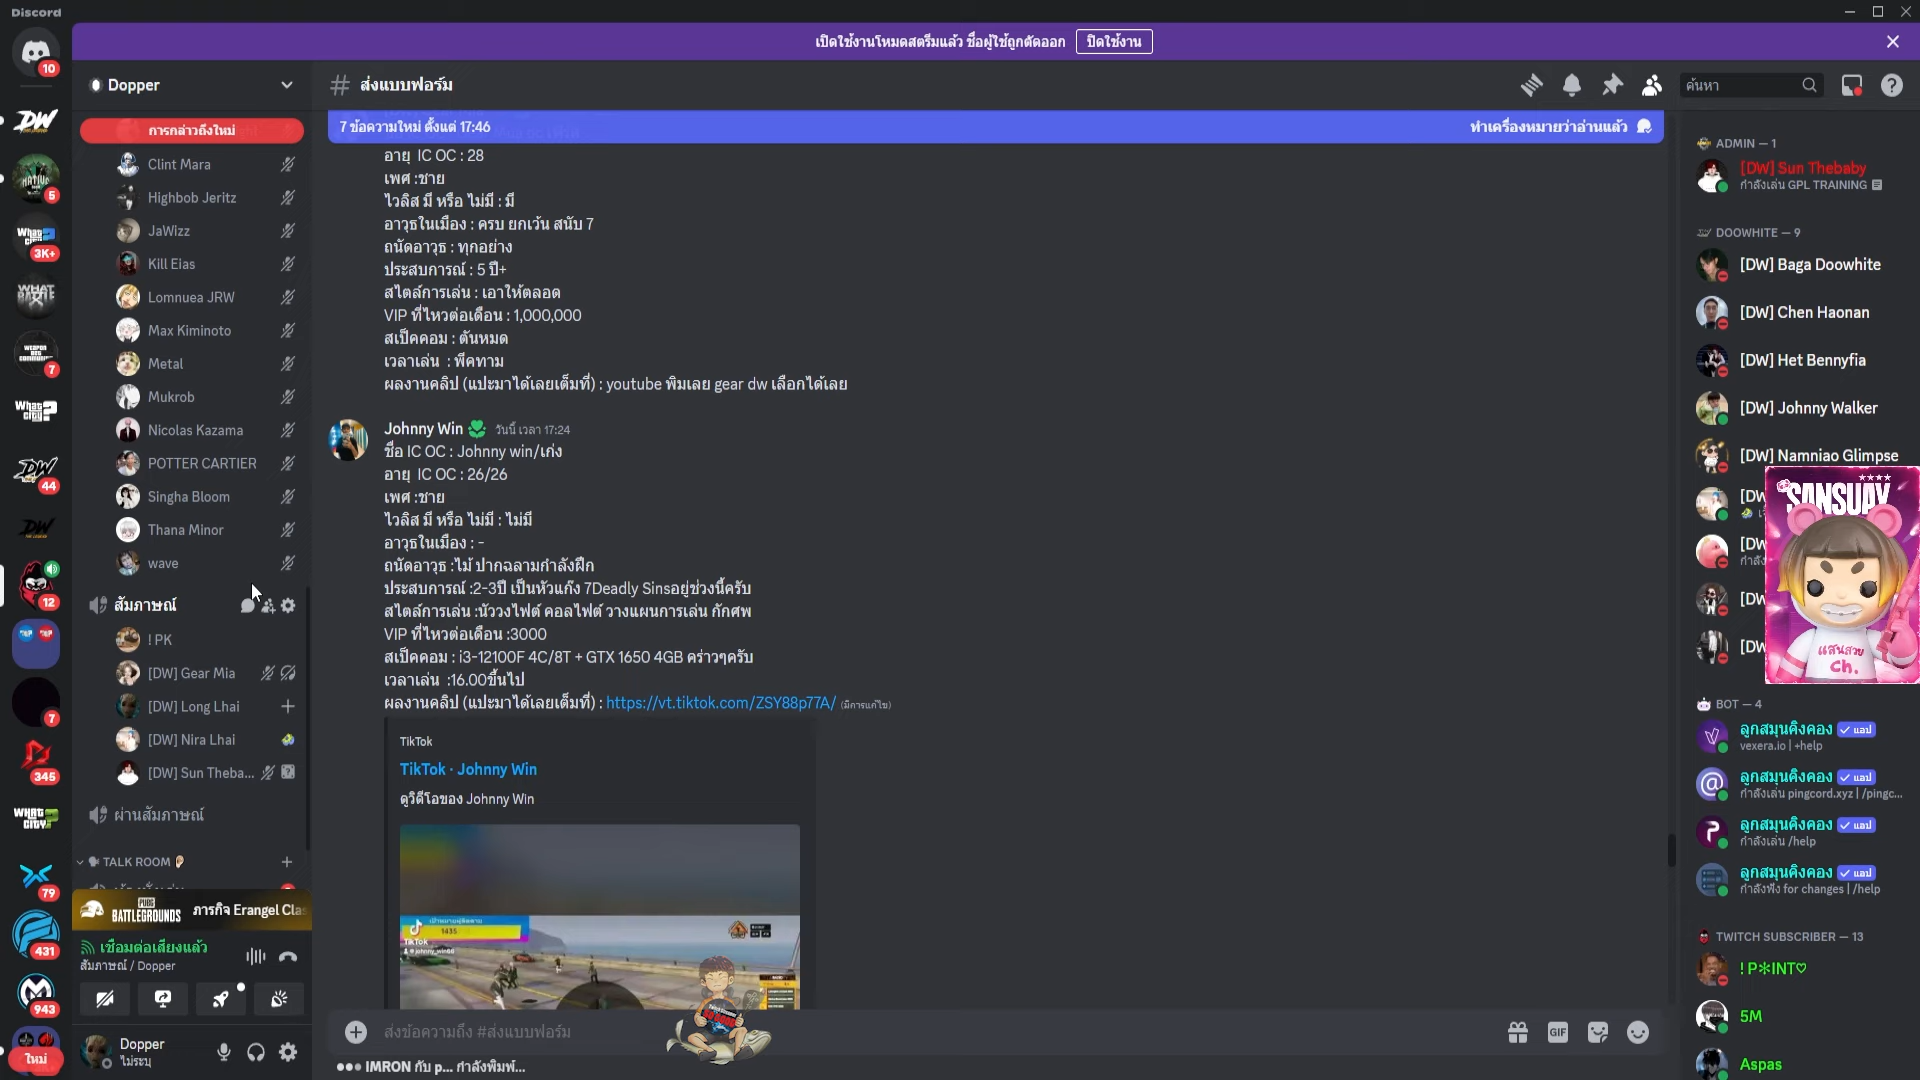 Discord
เปิดใช้งานโหมดสตรีมแล้ว ชื่อผู้ใช้ถูกตัดออก
ปิดใช้งาน
10
Dopper
ส่งแบบฟอร์ม
ค้นหา
การกล่าวถึงใหม่
7 ข้อความใหม่ ตั้งแต่ 17:46
ทำเครื่องหมายว่าอ่านแล้ว
Clint Mara
Highbob Jeritz
JaWizz
Kill Eias
Lomnuea JRW
Max Kiminoto
Metal
Mukrob
Nicolas Kazama
POTTER CARTIER
Singha Bloom
Thana Minor
wave
สัมภาษณ์
! PK
[DW] Gear Mia
[DW] Long Lhai
[DW] Nira Lhai
[DW] Sun Theba...
ผ่านสัมภาษณ์
TALK ROOM
PUBG
BATTLEGROUNDS
ภารกิจ Erangel Clas
เชื่อมต่อเสียงแล้ว
สัมภาษณ์ / Dopper
Dopper
ไม่ระบุ
DW
5
What City?
3K+
WHAT BATTLE
7
What City?
DW
44
DW
12
7
345
WHAT CITY?
79
431
943
ใหม่
อายุ IC OC : 28
เพศ :ชาย
ไวลิส มี หรือ ไม่มี : มี
อาวุธในเมือง : ครบ ยกเว้น สนับ 7
ถนัดอาวุธ : ทุกอย่าง
ประสบการณ์ : 5 ปี+
สไตล์การเล่น : เอาให้ตลอด
VIP ที่ไหวต่อเดือน : 1,000,000
สเป็คคอม : ตันหมด
เวลาเล่น : พีคทาม
ผลงานคลิป (แปะมาได้เลยเต็มที่) : youtube พิมเลย gear dw เลือกได้เลย
Johnny Win วันนี้ เวลา 17:24
ชื่อ IC OC : Johnny win/เก่ง
อายุ IC OC : 26/26
เพศ :ชาย
ไวลิส มี หรือ ไม่มี : ไม่มี
อาวุธในเมือง : -
ถนัดอาวุธ :ไม้ ปากฉลามกำลังฝึก
ประสบการณ์ :2-3ปี เป็นหัวแก๊ง 7Deadly Sinsอยู่ช่วงนี้ครับ
สไตล์การเล่น :นัววงไฟต์ คอลไฟต์ วางแผนการเล่น กักศพ
VIP ที่ไหวต่อเดือน :3000
สเป็คคอม : i3-12100F 4C/8T + GTX 1650 4GB คร่าวๆครับ
เวลาเล่น :16.00ขึ้นไป
ผลงานคลิป (แปะมาได้เลยเต็มที่) : https://vt.tiktok.com/ZSY88p77A/ (มีการแก้ไข)
TikTok
TikTok · Johnny Win
ดูวิดีโอของ Johnny Win
1435
TikTok
ส่งข้อความถึง #ส่งแบบฟอร์ม
GIF
IMRON กับ p... กำลังพิมพ์...
ADMIN — 1
[DW] Sun Thebaby
กำลังเล่น GPL TRAINING
DOOWHITE — 9
[DW] Baga Doowhite
[DW] Chen Haonan
[DW] Het Bennyfia
[DW] Johnny Walker
[DW] Namniao Glimpse
[DW
[DW
กำลัง
[DW
[DW
SANSUAY
แสนสวย
Ch.
BOT — 4
ลูกสมุนคิงคอง แอป
vexera.io | +help
ลูกสมุนคิงคอง แอป
กำลังเล่น pingcord.xyz | /pingc...
ลูกสมุนคิงคอง แอป
กำลังเล่น /help
ลูกสมุนคิงคอง แอป
กำลังฟัง for changes | /help
TWITCH SUBSCRIBER — 13
! P✻INT♡
5M
Aspas